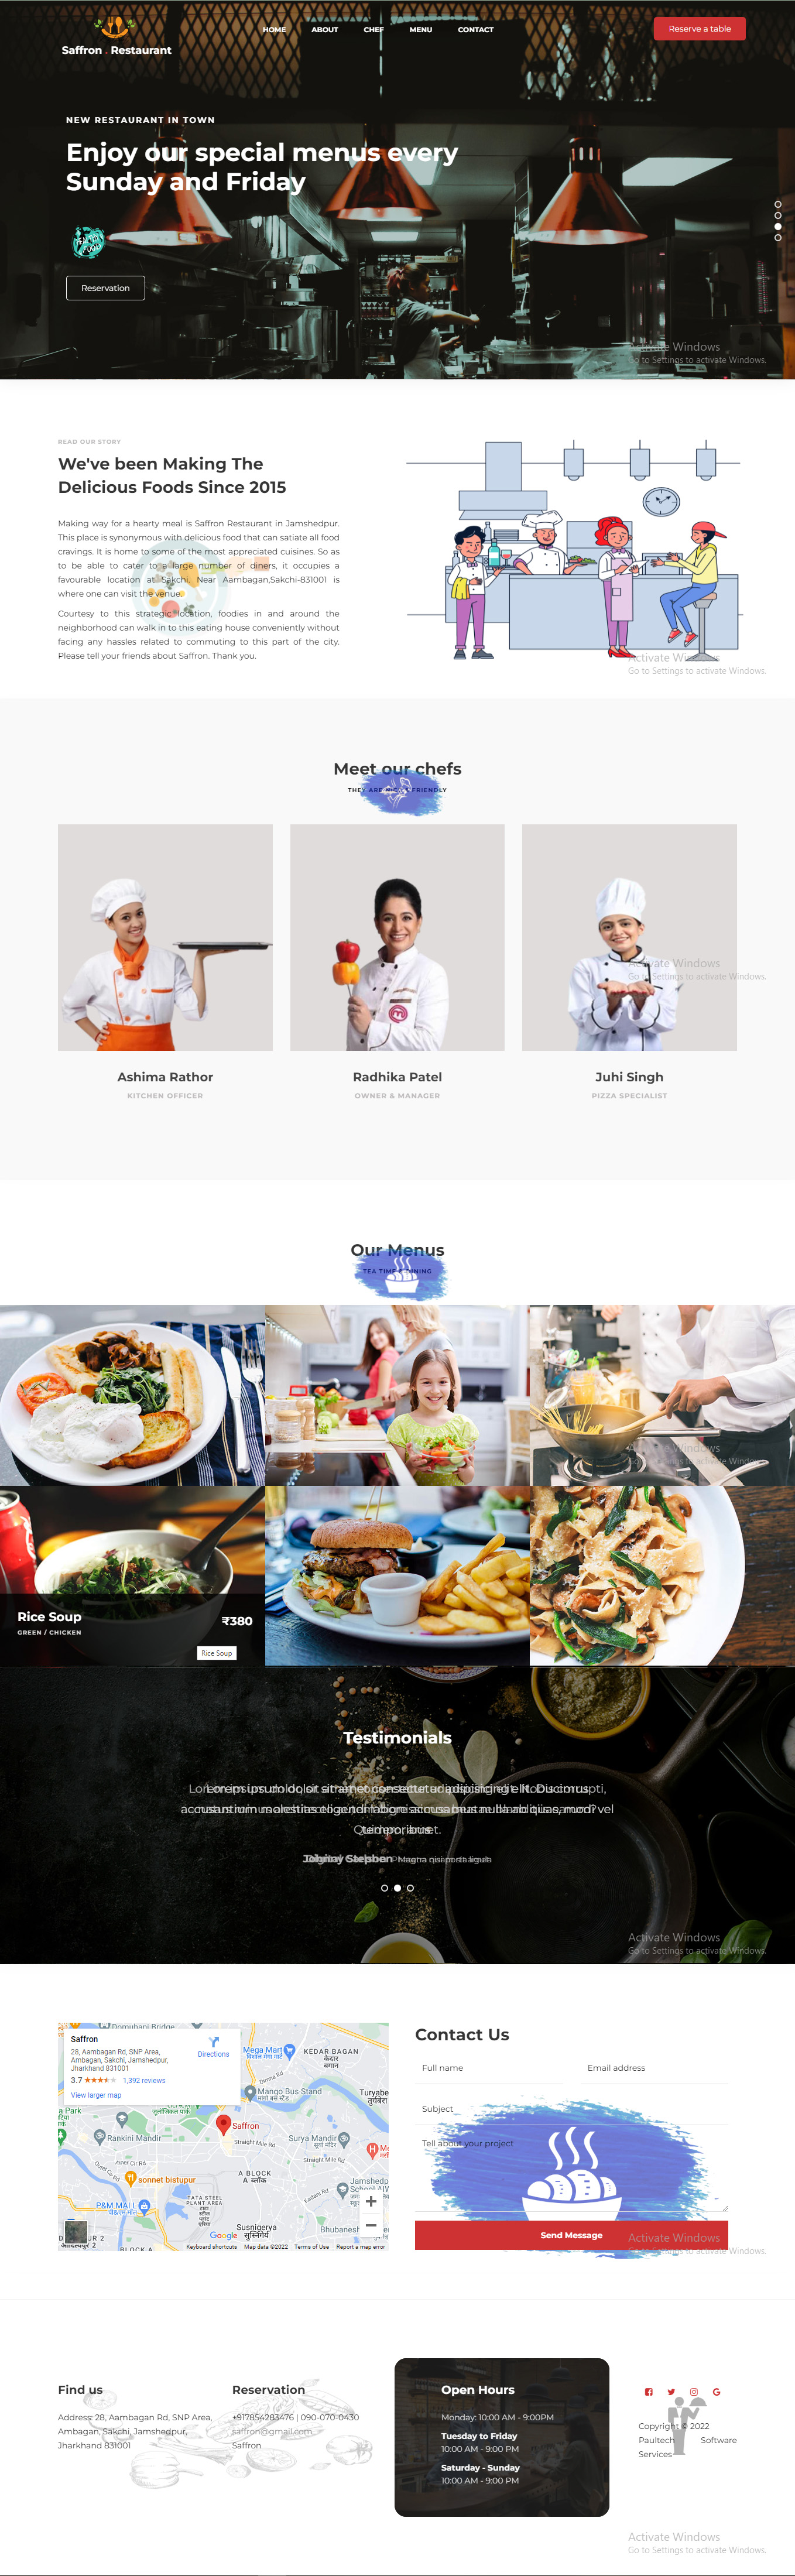 Saffron . Restaurant
HOME ABOUT CHEF MENU CONTACT
Reserve a table
NEW RESTAURANT IN TOWN
Enjoy our special menus every
Sunday and Friday
Reservation
Activate Windows
Go to Settings to activate Windows.
READ OUR STORY
We've been Making The
Delicious Foods Since 2015
Making way for a hearty meal is Saffron Restaurant in Jamshedpur.
This place is synonymous with delicious food that can satiate all food
cravings. It is home to some of the most appreciated cuisines. So as
to be able to cater to a large number of diners, it occupies a
favourable location at Sakchi. Near Aambagan,Sakchi-831001 is
where one can visit the venue.
Courtesy to this strategic location, foodies in and around the
neighborhood can walk in to this eating house conveniently without
facing any hassles related to commuting to this part of the city.
Please tell your friends about Saffron. Thank you.
Activate Windows
Go to Settings to activate Windows.
Meet our chefs
THEY ARE FRIENDLY
Activate Windows
Go to Settings to activate Windows.
Ashima Rathor
KITCHEN OFFICER
Radhika Patel
OWNER & MANAGER
Juhi Singh
PIZZA SPECIALIST
Our Menus
TEA TIME
Activate Windows
Go to Settings to activate Windows.
Rice Soup
GREEN / CHICKEN
₹380
Rice Soup
Testimonials
Stephen
Activate Windows
Go to Settings to activate Windows.
Saffron
28, Aambagan Rd, SNP Area,
Ambagan, Sakchi, Jamshedpur,
Jharkhand 831001
3.7 1,392 reviews
View larger map
Directions
Domuhani Bridge
Mega Mart
KEDAR BAGAN
केदार
बगान
Dimna Rd
Mango Bus Stand
Saffron
Straight Mile Rd
Rankini Mandir
Surya Mandir
Straight Mile Rd
sonnet bistupur
A BLOCK
A ब्लॉक
P&M MALL
TATA STEEL
PLANT AREA
Susnigerya
Google
Keyboard shortcuts Map data ©2022 Terms of Use Report a map error
Contact Us
Full name
Email address
Subject
Tell about your project
Send Message
Activate Windows
Go to Settings to activate Windows.
Find us
Address: 28, Aambagan Rd, SNP Area,
Ambagan, Sakchi, Jamshedpur,
Jharkhand 831001
Reservation
+917854283476 | 090-070-0430
saffron@gmail.com
Saffron
Open Hours
Monday: 10:00 AM - 9:00PM
Tuesday to Friday
10:00 AM - 9:00 PM
Saturday - Sunday
10:00 AM - 9:00 PM
Copyright © 2022
Paultech Software
Services
Activate Windows
Go to Settings to activate Windows.